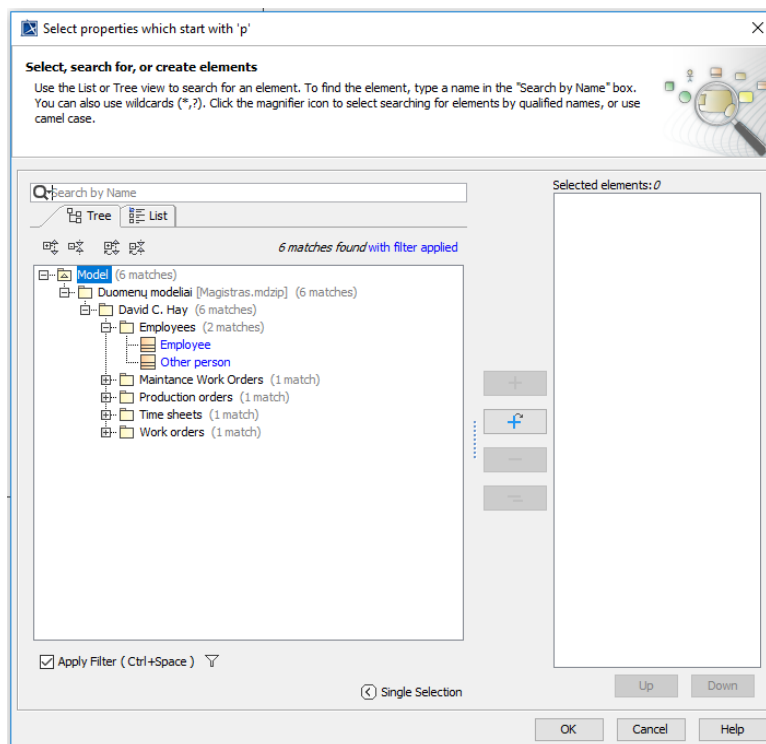 Select properties which start with 'p'
Select, search for, or create elements
Use the List or Tree view to search for an element. To find the element, type a name in the "Search by Name" box.
You can also use wildcards (*,?). Click the magnifier icon to select searching for elements by qualified names, or use
camel case.
Search by Name
Selected elements:0
Tree
List
6 matches found with filter applied
Model (6 matches)
Duomenų modeliai [Magistras.mdzip] (6 matches)
David C. Hay (6 matches)
Employees (2 matches)
Employee
Other person
Maintance Work Orders (1 match)
Production orders (1 match)
Time sheets (1 match)
Work orders (1 match)
Apply Filter ( Ctrl+Space )
Single Selection
Up
Down
OK
Cancel
Help